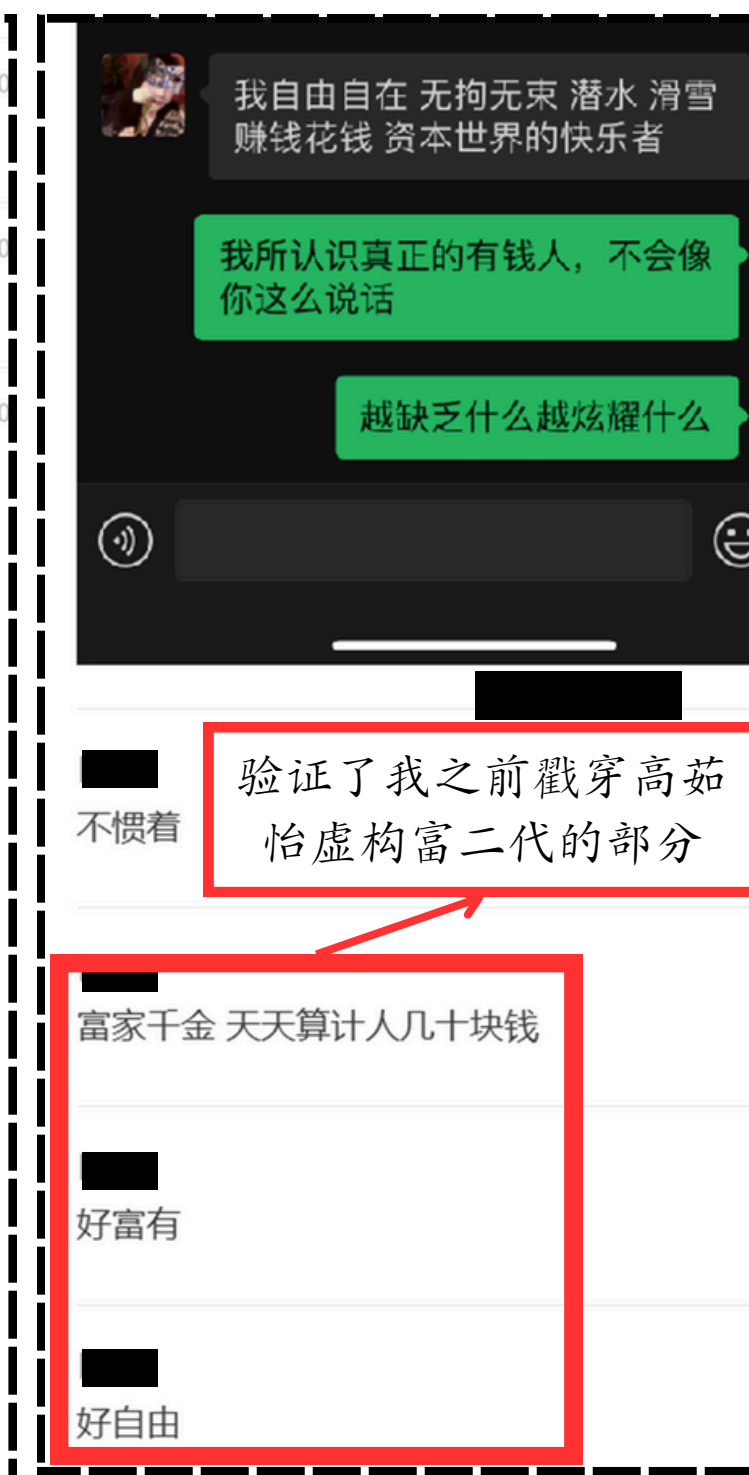 我自由自在 无拘无束 潜水 滑雪
赚钱花钱 资本世界的快乐者
我所认识真正的有钱人，不会像
你这么说话
越缺乏什么越炫耀什么
验证了我之前戳穿高茹
怡虚构富二代的部分
不惯着
富家千金 天天算计人几十块钱
好富有
好自由